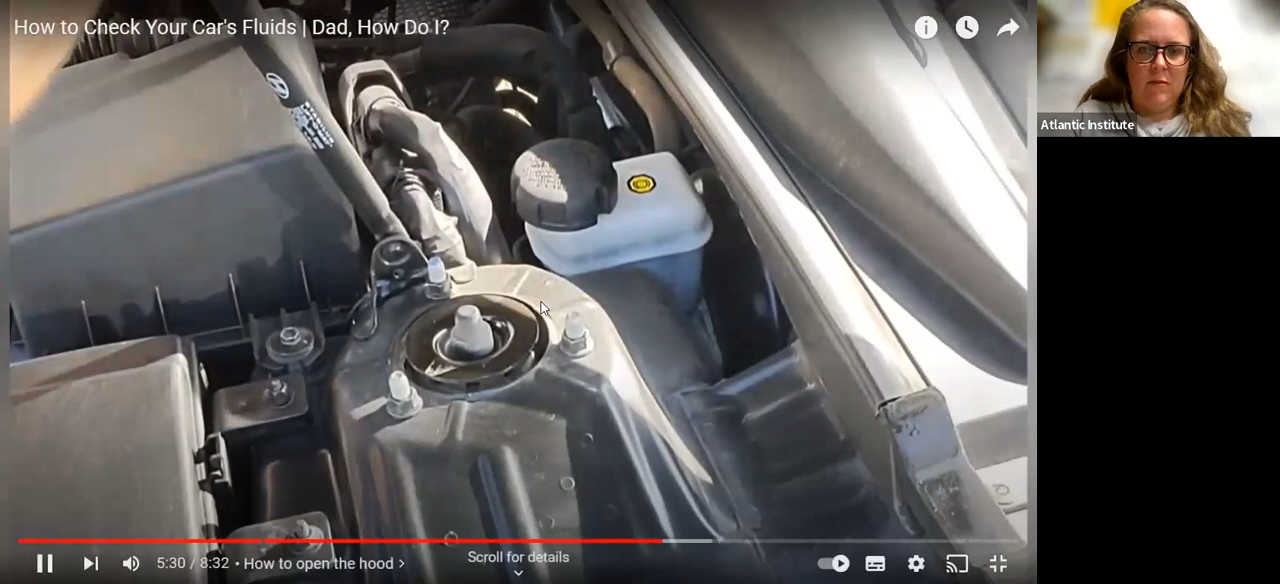 How to Check Your Car's Fluids | Dad, How Do I?
Atlantic Institute
5:30 / 8:32 • How to open the hood >
Scroll for details